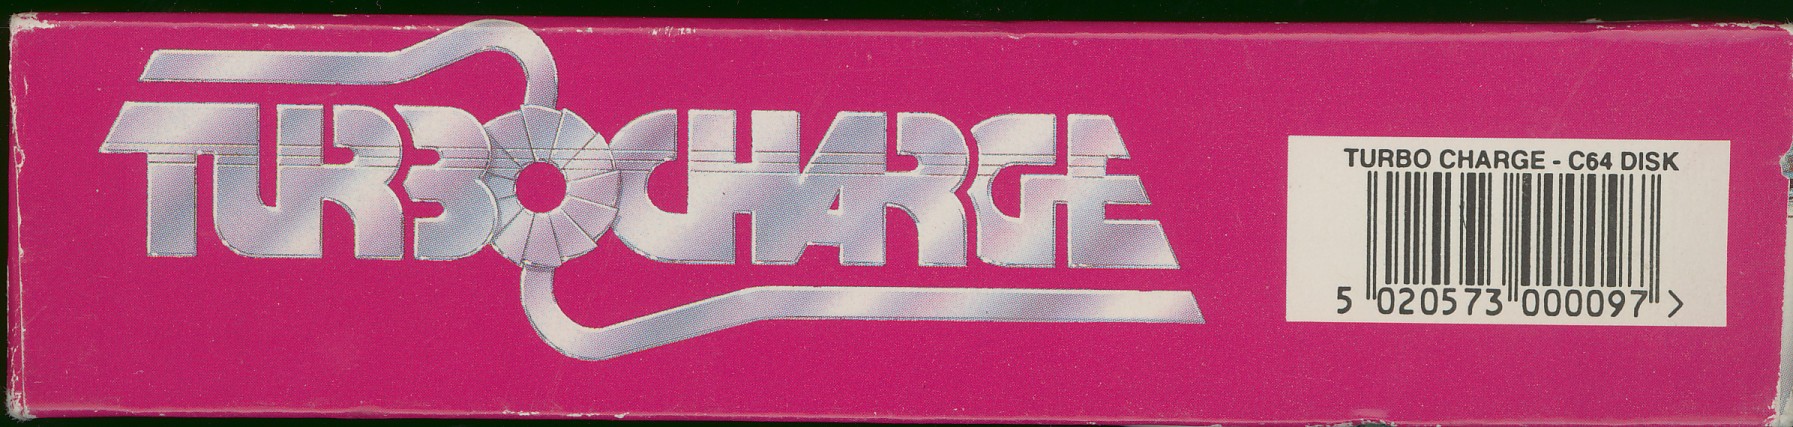 TURBOCHARGE
TURBO CHARGE - C64 DISK
5 020573 000097 >